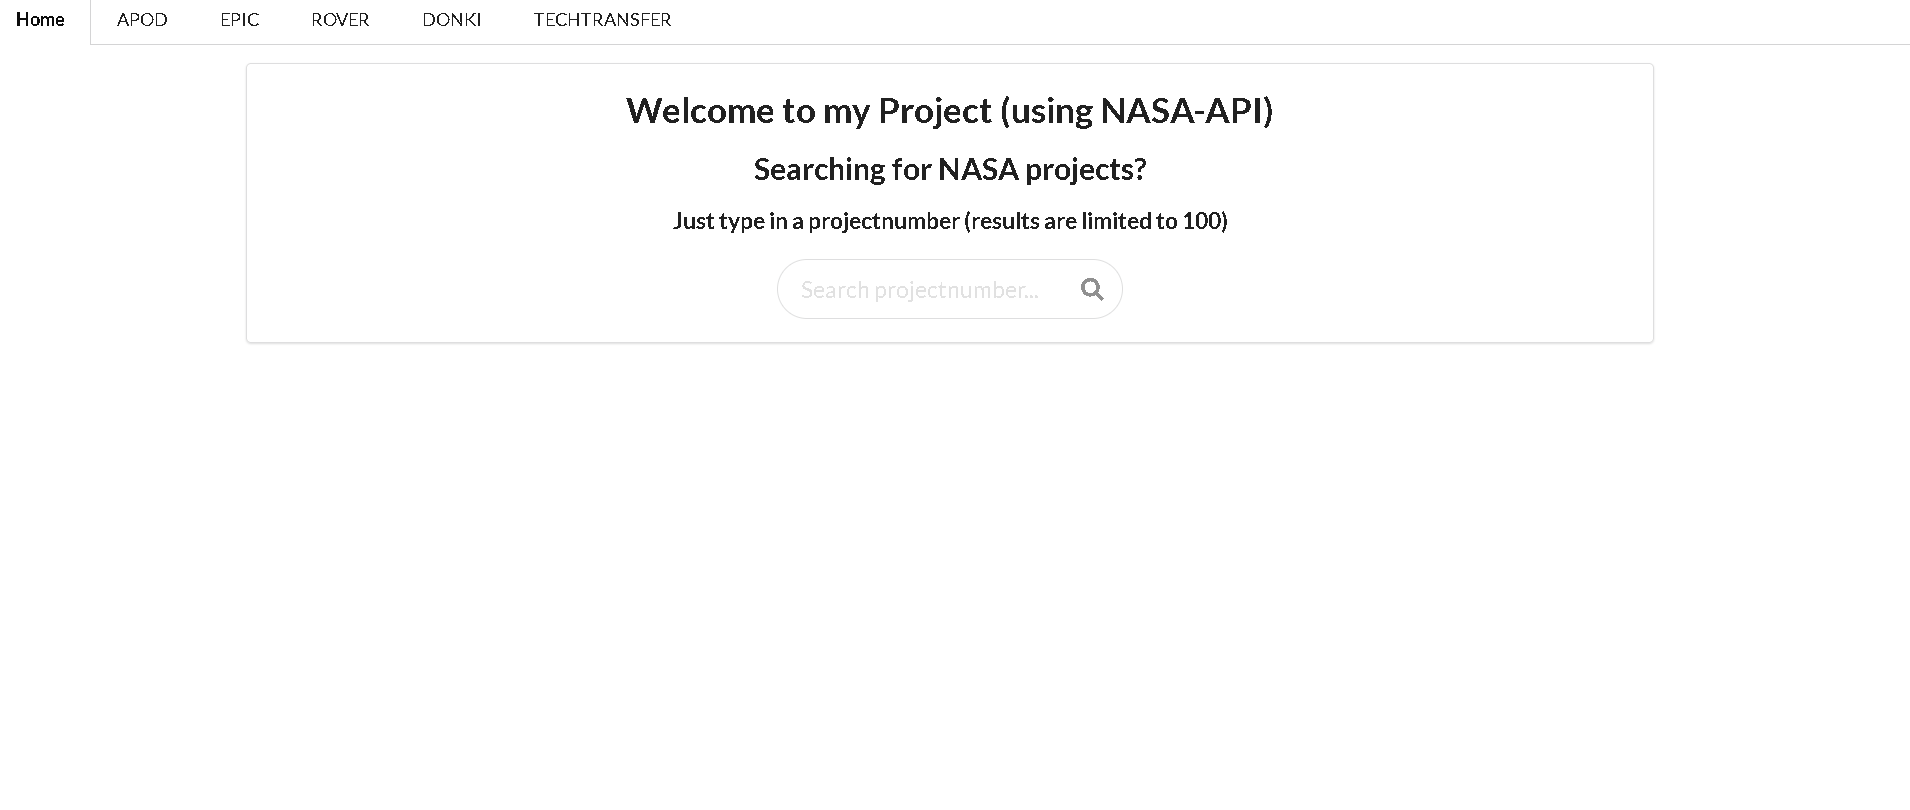 Home APOD EPIC ROVER DONKI TECHTRANSFER
Welcome to my Project (using NASA-API)
Searching for NASA projects?
Just type in a projectnumber (results are limited to 100)
Search projectnumber...